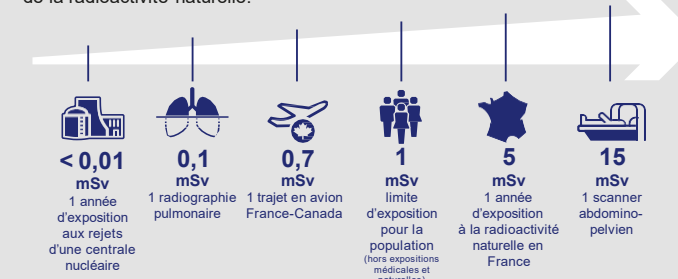 de la radioactivité naturelle.
< 0,01
mSv
1 année
d'exposition
aux rejets
d'une centrale
nucléaire
0,1
mSv
1 radiographie
pulmonaire
0,7
mSv
1 trajet en avion
France-Canada
1
mSv
limite
d'exposition
pour la
population
(hors expositions
médicales et
naturelles)
5
mSv
1 année
d'exposition
à la radioactivité
naturelle en
France
15
mSv
1 scanner
abdomino-
pelvien